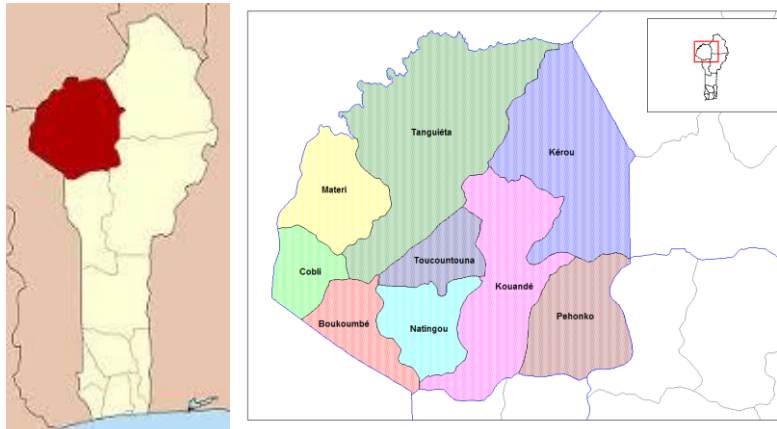 Tanguiéta
Kérou
Materi
Toucountouna
Cobli
Kouandé
Pehonko
Boukoumbé
Natingou